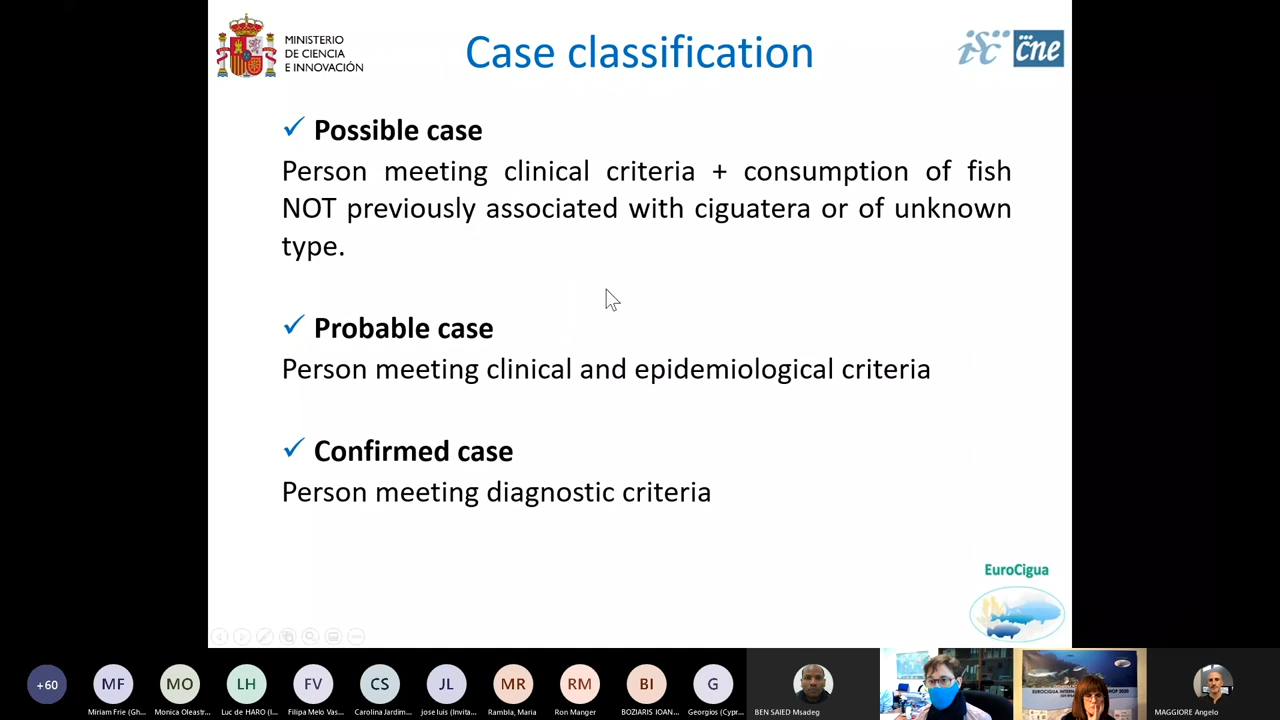 MINISTERIO
DE CIENCIA
E INNOVACIÓN
Case classification
isc cne
✓ Possible case
Person meeting clinical criteria + consumption of fish
NOT previously associated with ciguatera or of unknown
type.
✓ Probable case
Person meeting clinical and epidemiological criteria
✓ Confirmed case
Person meeting diagnostic criteria
EuroCigua
+60
MF
MO
LH
FV
CS
JL
MR
RM
BI
G
Miriam Frie (Gh...
Monica Oleastr...
Luc de HARO (I...
Filipa Melo Vas...
Carolina Jardim...
jose luis (Invita...
Rambla, Maria
Ron Manger
BOZIARIS IOAN...
Georgios (Cypr...
BEN SAIED Msadeg
MAGGIORE Angelo